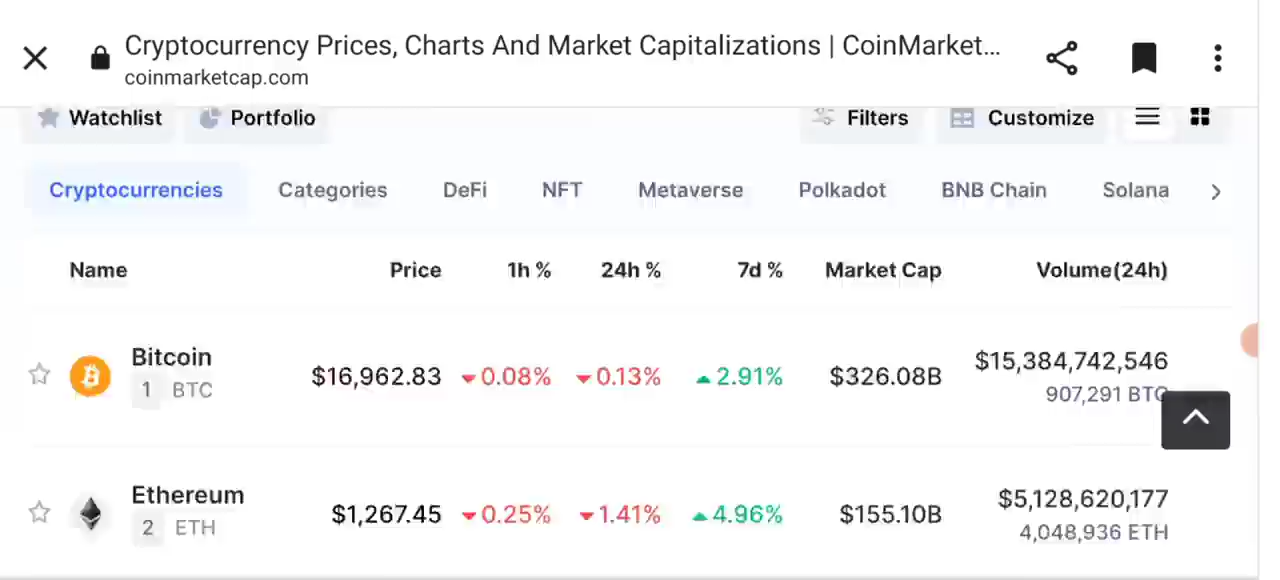 Cryptocurrency Prices, Charts And Market Capitalizations | CoinMarket...
coinmarketcap.com
Watchlist Portfolio Filters Customize
Cryptocurrencies Categories DeFi NFT Metaverse Polkadot BNB Chain Solana
Name Price 1h % 24h % 7d % Market Cap Volume(24h)
Bitcoin $16,962.83 0.08% 0.13% 2.91% $326.08B $15,384,742,546
1 BTC 907,291 BTC
Ethereum $1,267.45 0.25% 1.41% 4.96% $155.10B $5,128,620,177
2 ETH 4,048,936 ETH